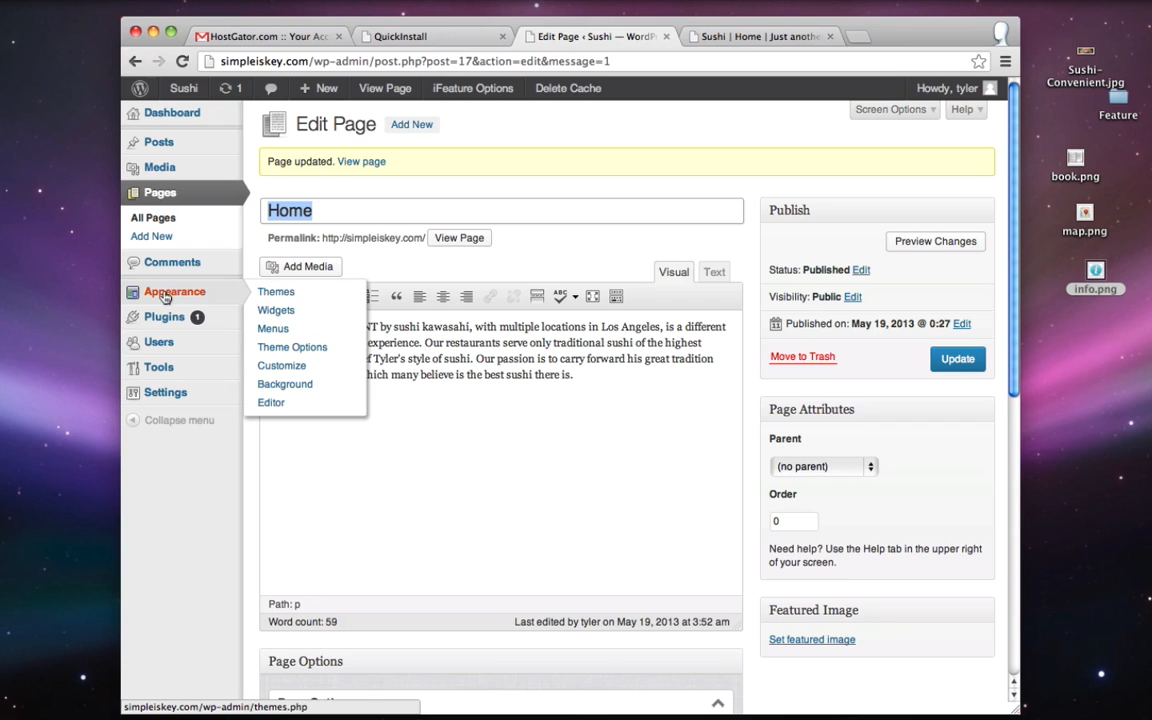 HostGator.com :: Your Acc
QuickInstall
Edit Page ‹ Sushi — WordPr
Sushi | Home | Just anothe
simpleiskey.com/wp-admin/post.php?post=17&action=edit&message=1
Sushi
1
New
View Page
iFeature Options
Delete Cache
Howdy, tyler
Dashboard
Posts
Media
Pages
All Pages
Add New
Comments
Appearance
Plugins 1
Users
Tools
Settings
Collapse menu
Themes
Widgets
Menus
Theme Options
Customize
Background
Editor
Screen Options
Help
Edit Page
Add New
Page updated. View page
Home
Permalink: http://simpleiskey.com/ View Page
Add Media
Visual
Text
ABC
NT by sushi kawasahi, with multiple locations in Los Angeles, is a different
experience. Our restaurants serve only traditional sushi of the highest
f Tyler's style of sushi. Our passion is to carry forward his great tradition
which many believe is the best sushi there is.
Path: p
Word count: 59
Last edited by tyler on May 19, 2013 at 3:52 am
Page Options
Publish
Preview Changes
Status: Published Edit
Visibility: Public Edit
Published on: May 19, 2013 @ 0:27 Edit
Move to Trash
Update
Page Attributes
Parent
(no parent)
Order
0
Need help? Use the Help tab in the upper right
of your screen.
Featured Image
Set featured image
simpleiskey.com/wp-admin/themes.php
Sushi-
Convenient.jpg
Feature
book.png
map.png
info.png